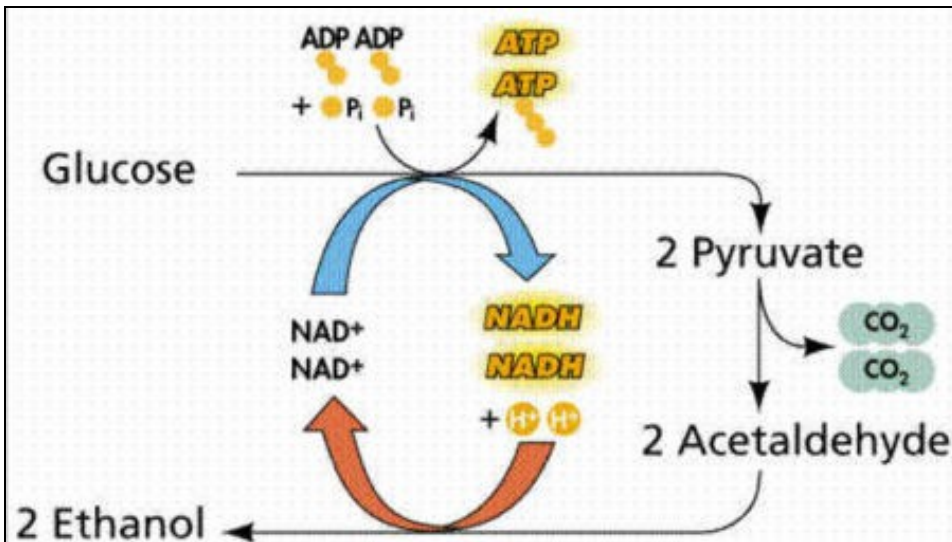 ADP ADP
+ Pi Pi
ATP
ATP
Glucose
2 Pyruvate
NAD+
NAD+
NADH
NADH
+ H+ H+
CO2
CO2
2 Acetaldehyde
2 Ethanol